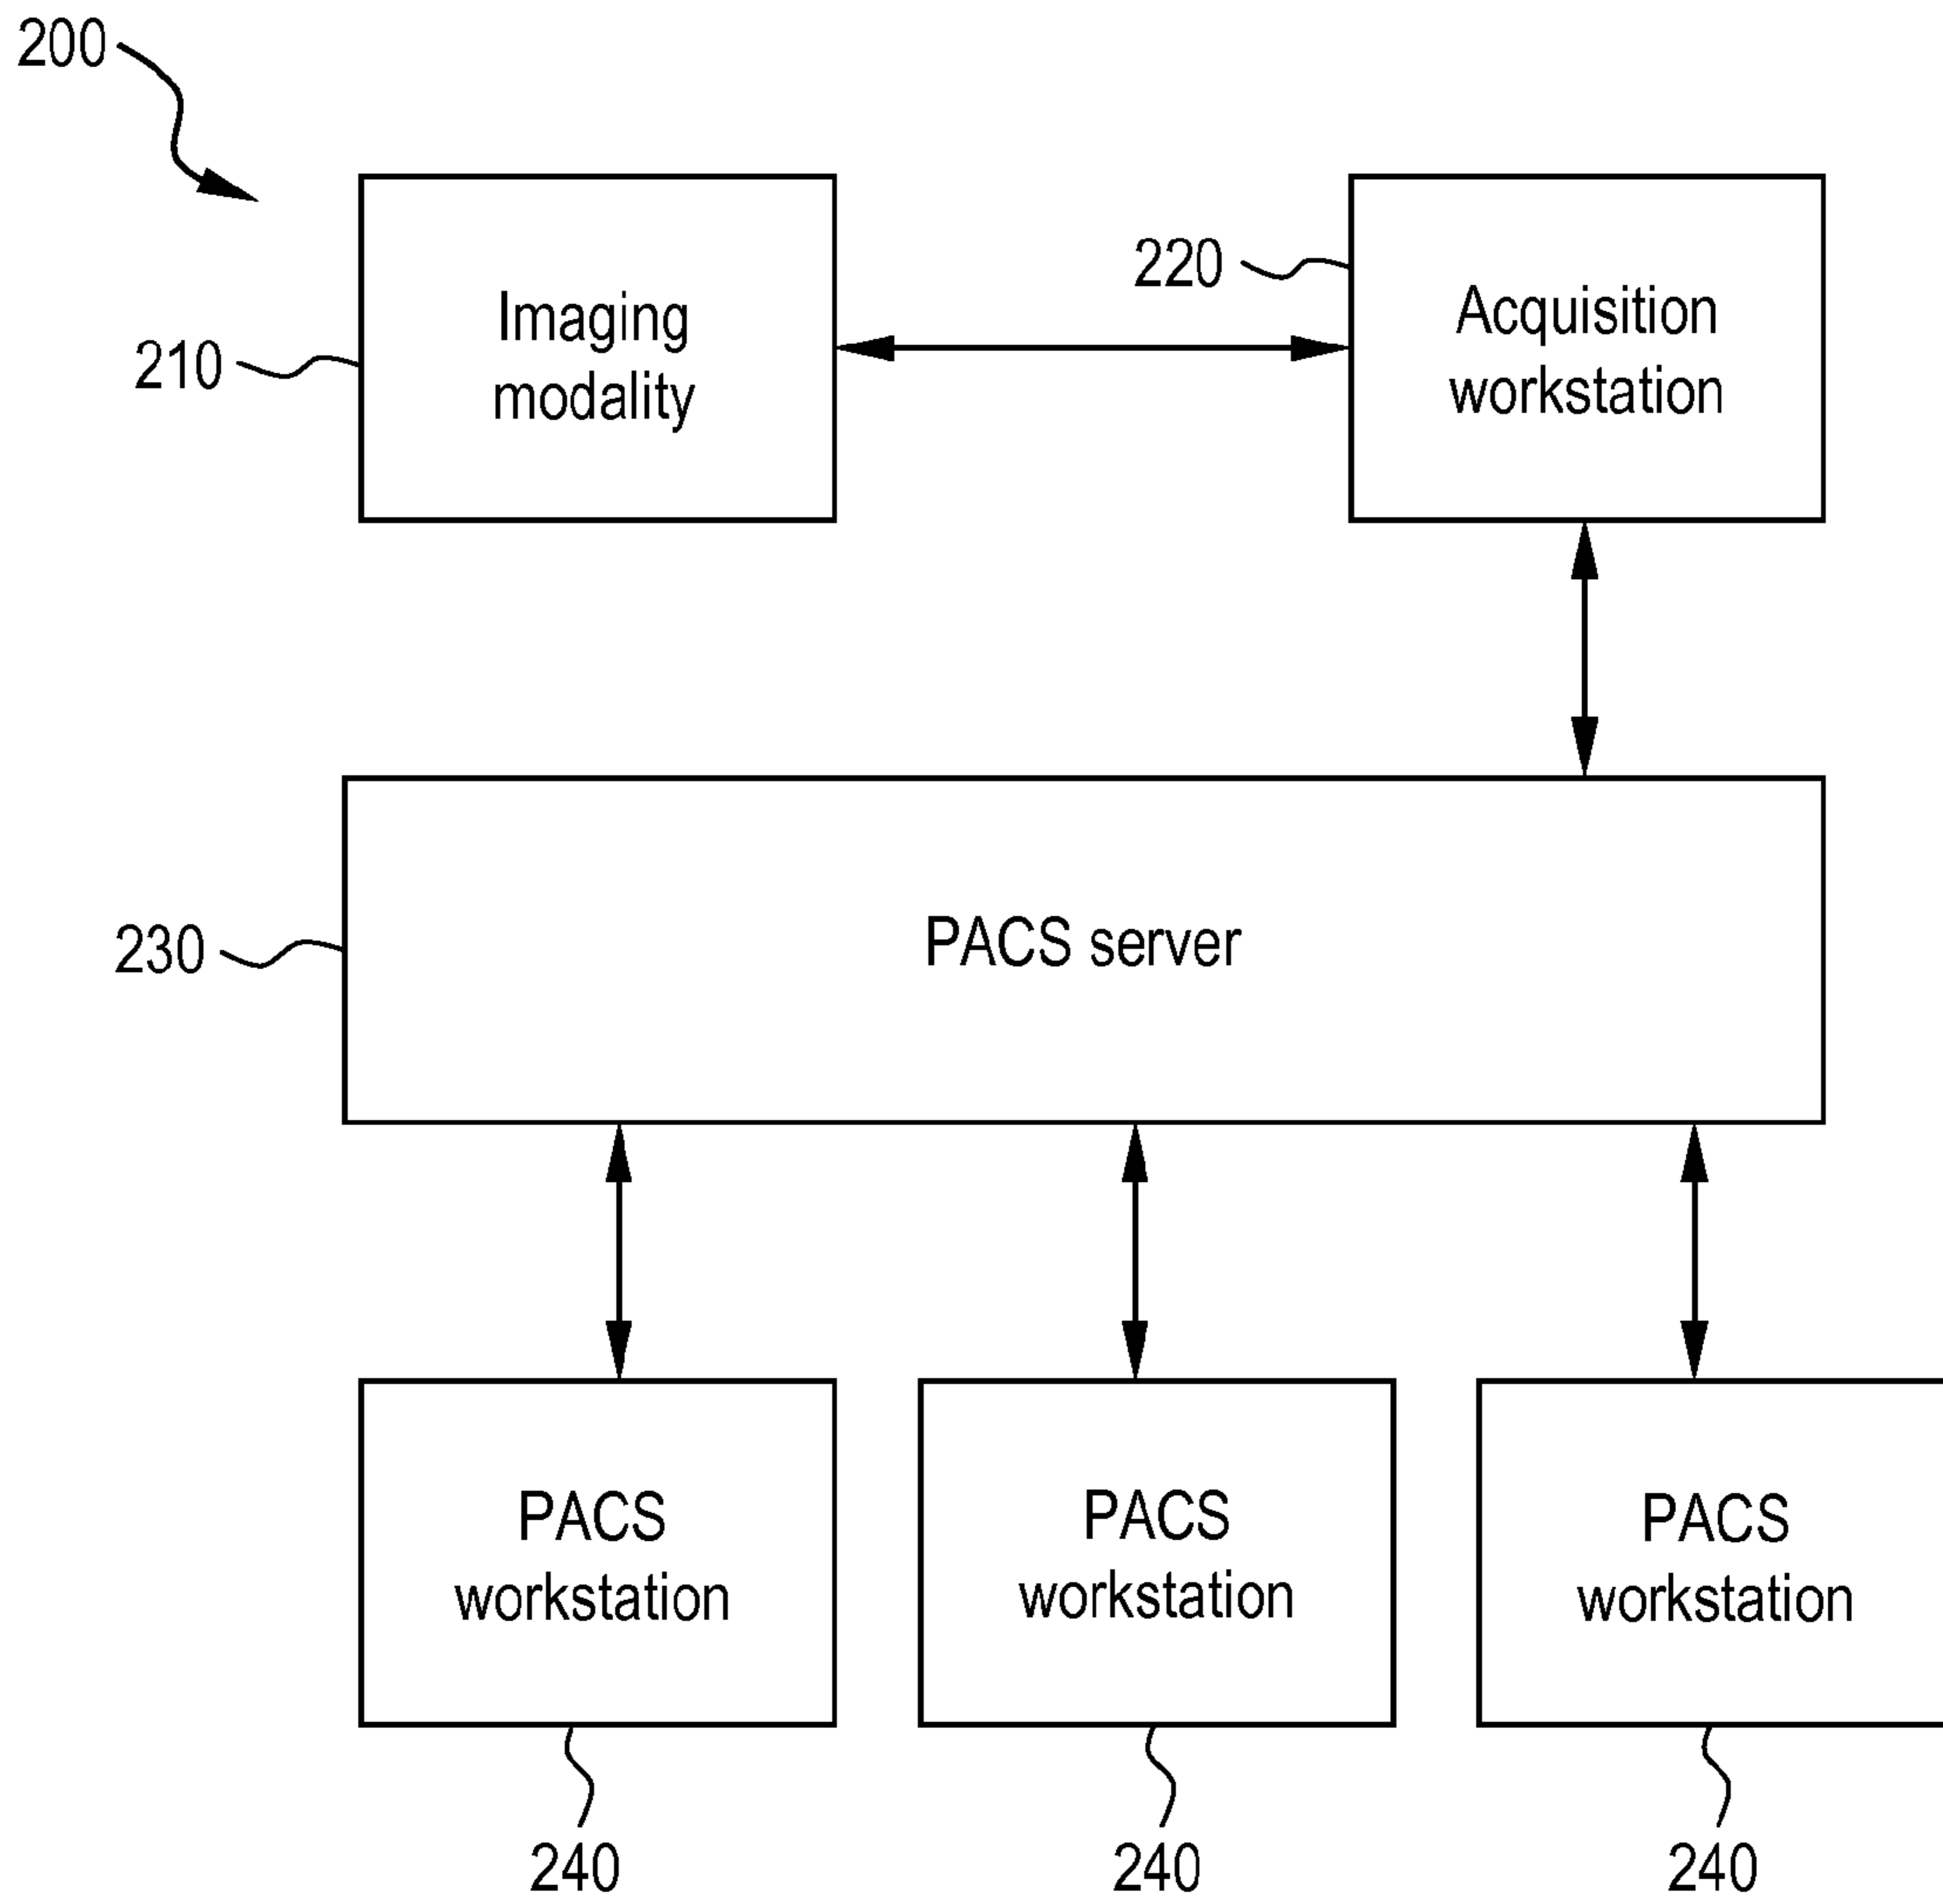 200
220
Imaging
modality
Acquisition
workstation
210
PACS server
230
PACS
workstation
PACS
workstation
PACS
workstation
240
240
240